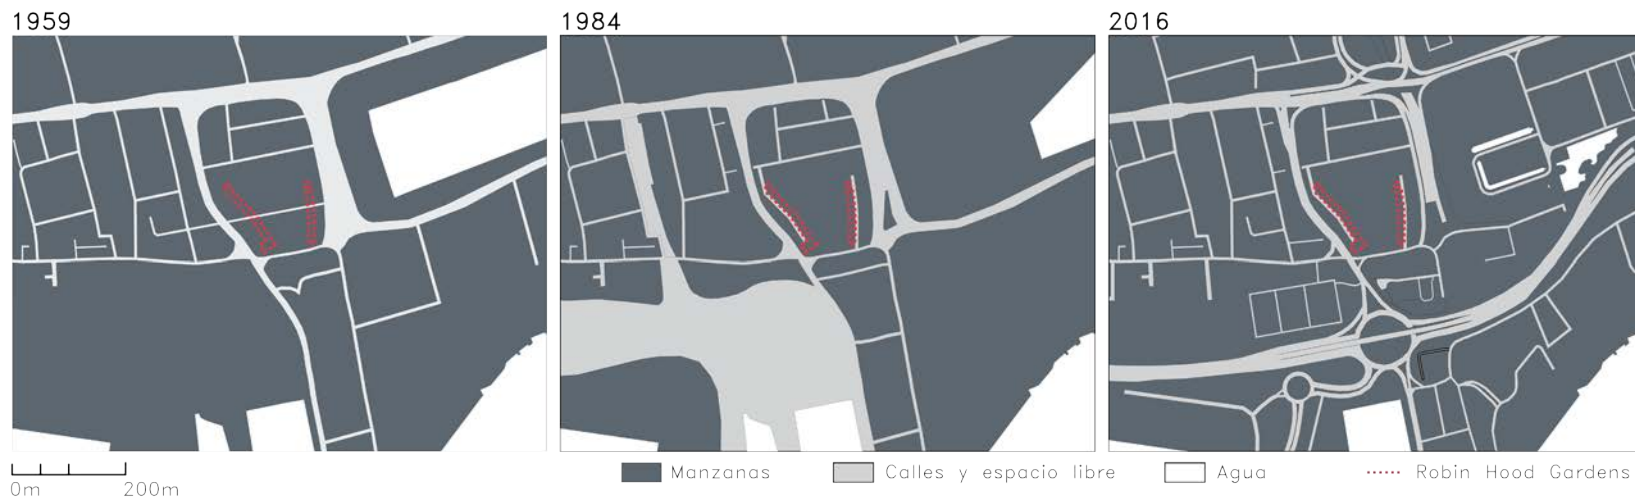 1959
1984
2016
0m 200m
Manzanas
Calles y espacio libre
Agua
Robin Hood Gardens